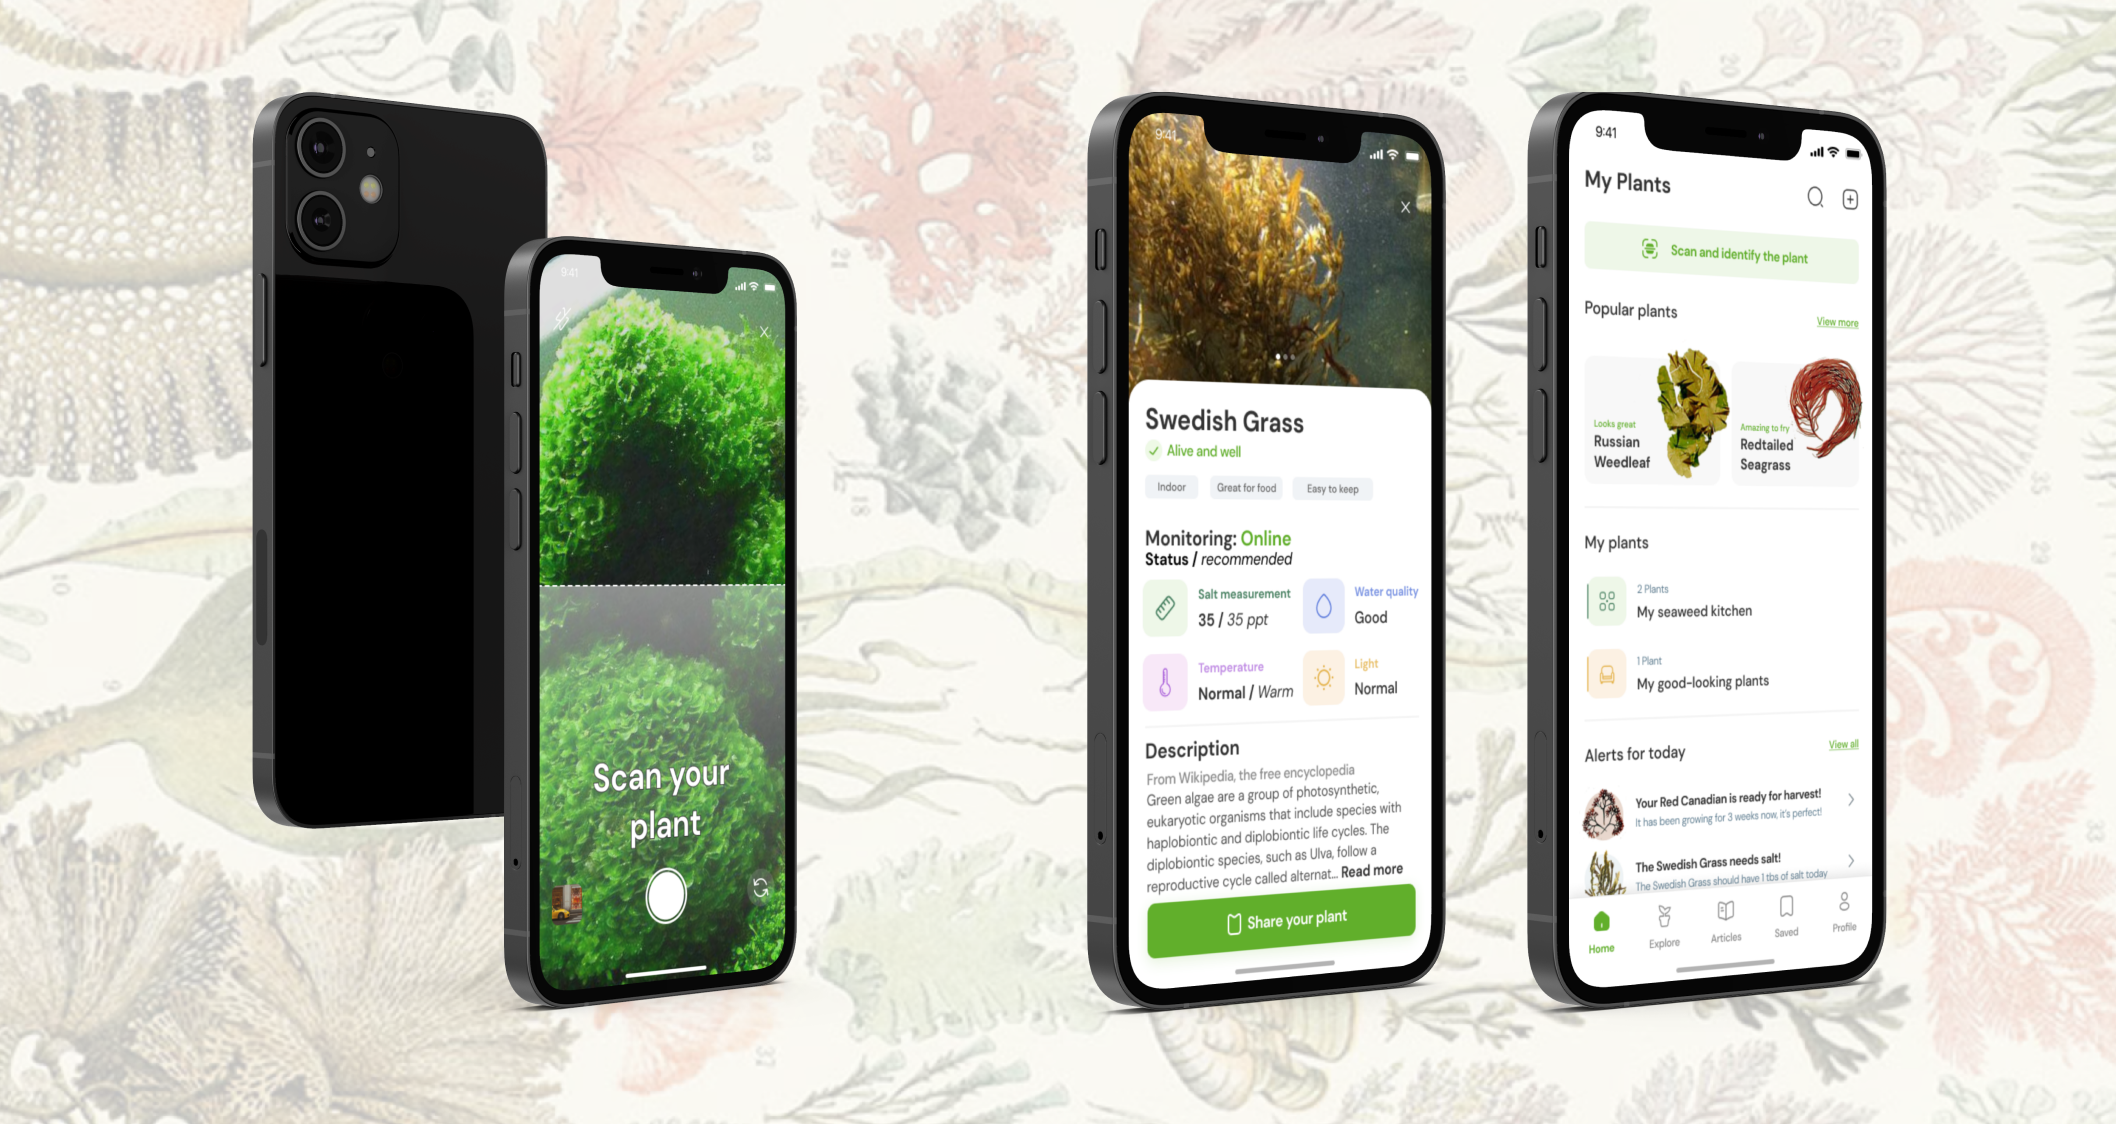 9:41
Scan your
plant
9:41
X
Swedish Grass
Alive and well
Indoor
Great for food
Easy to keep
Monitoring: Online
Status / recommended
Salt measurement
35 / 35 ppt
Water quality
Good
Temperature
Normal / Warm
Light
Normal
Description
From Wikipedia, the free encyclopedia
Green algae are a group of photosynthetic,
eukaryotic organisms that include species with
haplobiontic and diplobiontic life cycles. The
diplobiontic species, such as Ulva, follow a
reproductive cycle called alternat... Read more
Share your plant
9:41
My Plants
Scan and identify the plant
Popular plants
View more
Looks great
Russian
Weedleaf
Amazing to fry
Redtailed
Seagrass
My plants
2 Plants
My seaweed kitchen
1 Plant
My good-looking plants
Alerts for today
View all
Your Red Canadian is ready for harvest!
It has been growing for 3 weeks now, it's perfect!
The Swedish Grass needs salt!
The Swedish Grass should have 1 tbs of salt today
Home
Explore
Articles
Saved
Profile